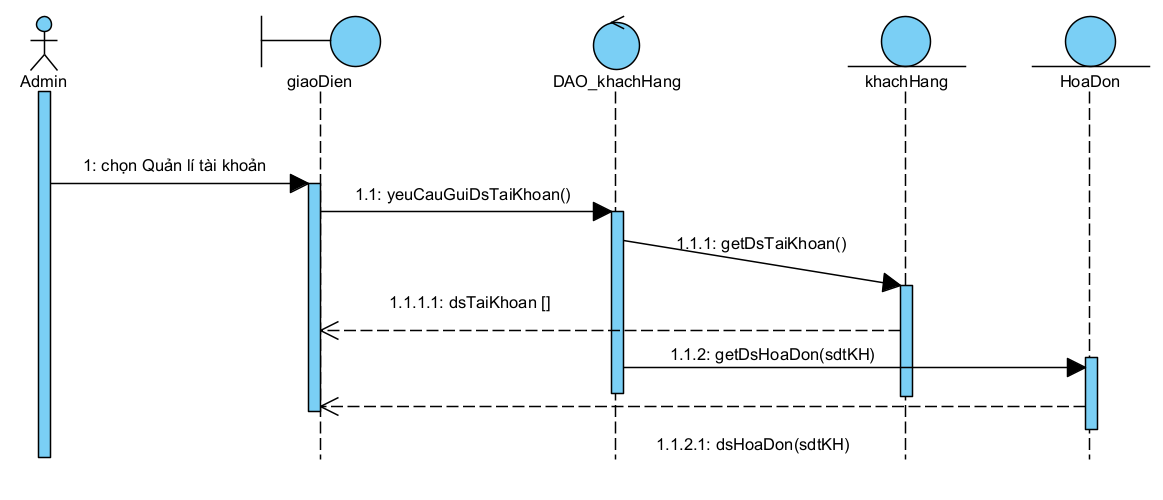 Admin
giaoDien
DAO_khachHang
khachHang
HoaDon
1: chọn Quản lí tài khoản
1.1: yeuCauGuiDsTaiKhoan()
1.1.1: getDsTaiKhoan()
1.1.1.1: dsTaiKhoan []
1.1.2: getDsHoaDon(sdtKH)
1.1.2.1: dsHoaDon(sdtKH)